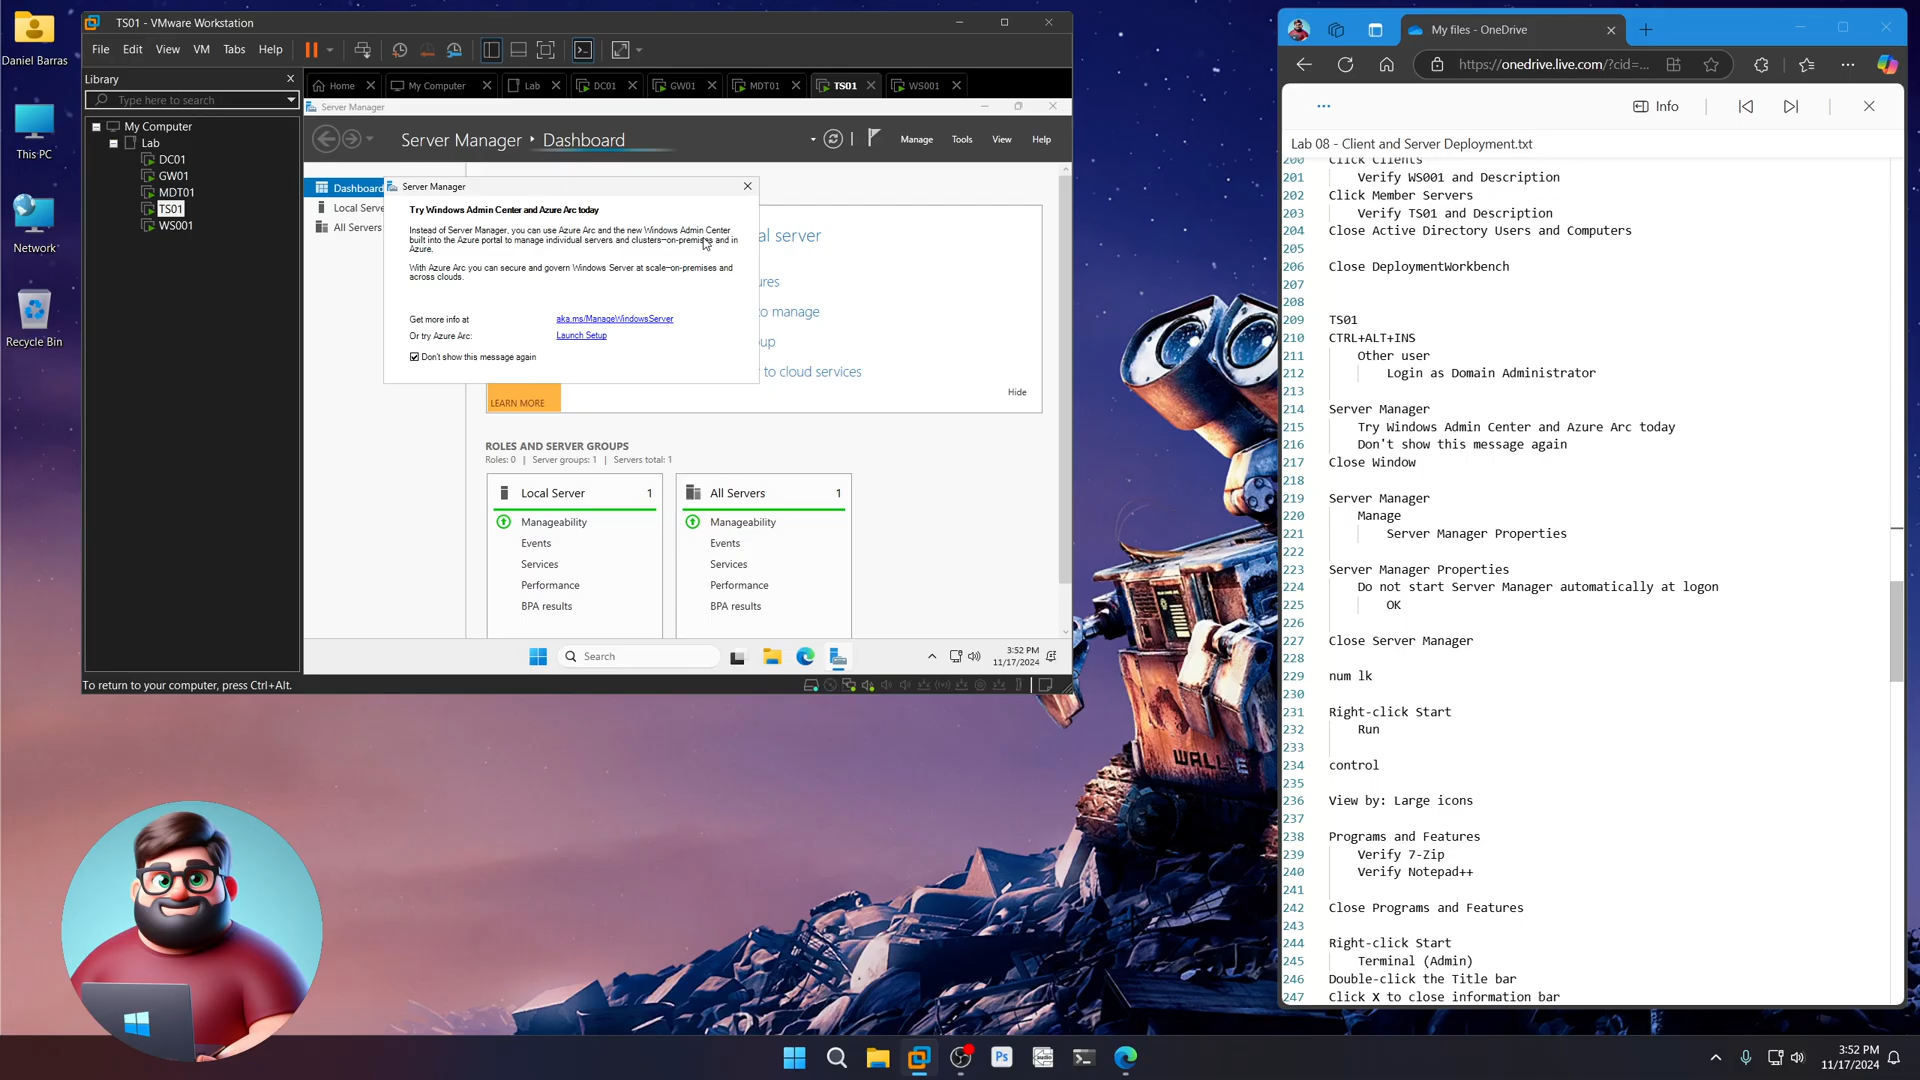 Daniel Barras
This PC
Network
Recycle Bin
TS01 - VMware Workstation
File Edit View VM Tabs Help
Library
Type here to search
My Computer
Lab
DC01
GW01
MDT01
TS01
WS001
Home
My Computer
Lab
DC01
GW01
MDT01
TS01
WS001
Server Manager
Server Manager ‣ Dashboard
Manage Tools View Help
Dashboard
Local Serve
All Servers
Server Manager
Try Windows Admin Center and Azure Arc today
Instead of Server Manager, you can use Azure Arc and the new Windows Admin Center
built into the Azure portal to manage individual servers and clusters–on-premises and in
Azure.
With Azure Arc you can secure and govern Windows Server at scale–on-premises and
across clouds.
Get more info at aka.ms/ManageWindowsServer
Or try Azure Arc: Launch Setup
Don't show this message again
al server
ures
to manage
up
to cloud services
LEARN MORE
Hide
ROLES AND SERVER GROUPS
Roles: 0 | Server groups: 1 | Servers total: 1
Local Server 1
Manageability
Events
Services
Performance
BPA results
All Servers 1
Manageability
Events
Services
Performance
BPA results
Search
3:52 PM
11/17/2024
To return to your computer, press Ctrl+Alt.
My files - OneDrive
https://onedrive.live.com/?cid=...
Info
Lab 08 - Client and Server Deployment.txt
200 Click Clients
201 Verify WS001 and Description
202 Click Member Servers
203 Verify TS01 and Description
204 Close Active Directory Users and Computers
205
206 Close DeploymentWorkbench
207
208
209 TS01
210 CTRL+ALT+INS
211 Other user
212 Login as Domain Administrator
213
214 Server Manager
215 Try Windows Admin Center and Azure Arc today
216 Don't show this message again
217 Close Window
218
219 Server Manager
220 Manage
221 Server Manager Properties
222
223 Server Manager Properties
224 Do not start Server Manager automatically at logon
225 OK
226
227 Close Server Manager
228
229 num lk
230
231 Right-click Start
232 Run
233
234 control
235
236 View by: Large icons
237
238 Programs and Features
239 Verify 7-Zip
240 Verify Notepad++
241
242 Close Programs and Features
243
244 Right-click Start
245 Terminal (Admin)
246 Double-click the Title bar
247 Click X to close information bar
WALL·E
Ps
3:52 PM
11/17/2024